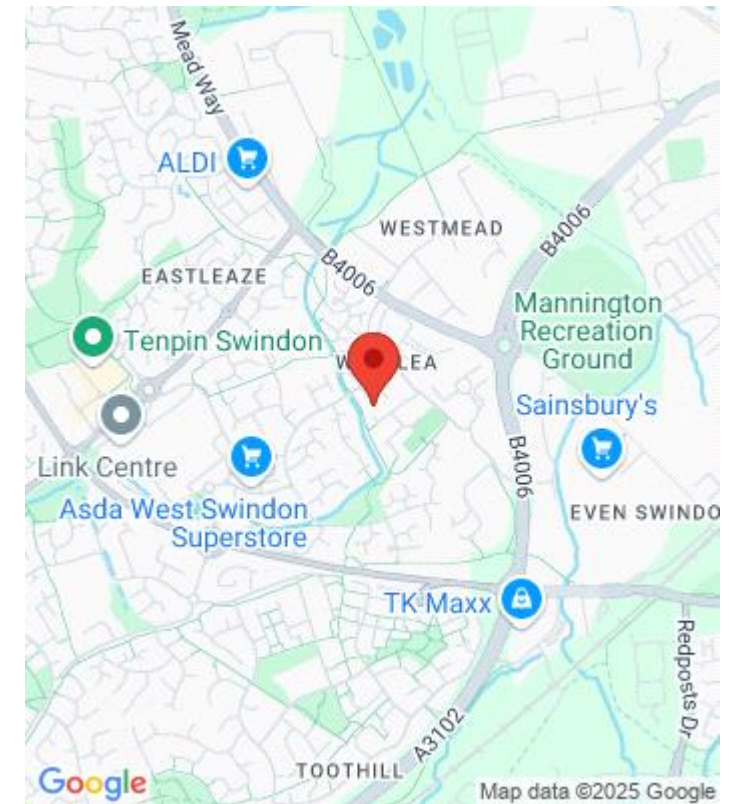 Mead Way
ALDI
WESTMEAD
B4006
B4006
EASTLEAZE
Mannington
Recreation
Ground
Tenpin Swindon
LEA
Sainsbury's
B4006
Link Centre
Asda West Swindon
Superstore
EVEN SWINDO
TK Maxx
Redposts Dr
A3102
TOOTHILL
Google
Map data ©2025 Google